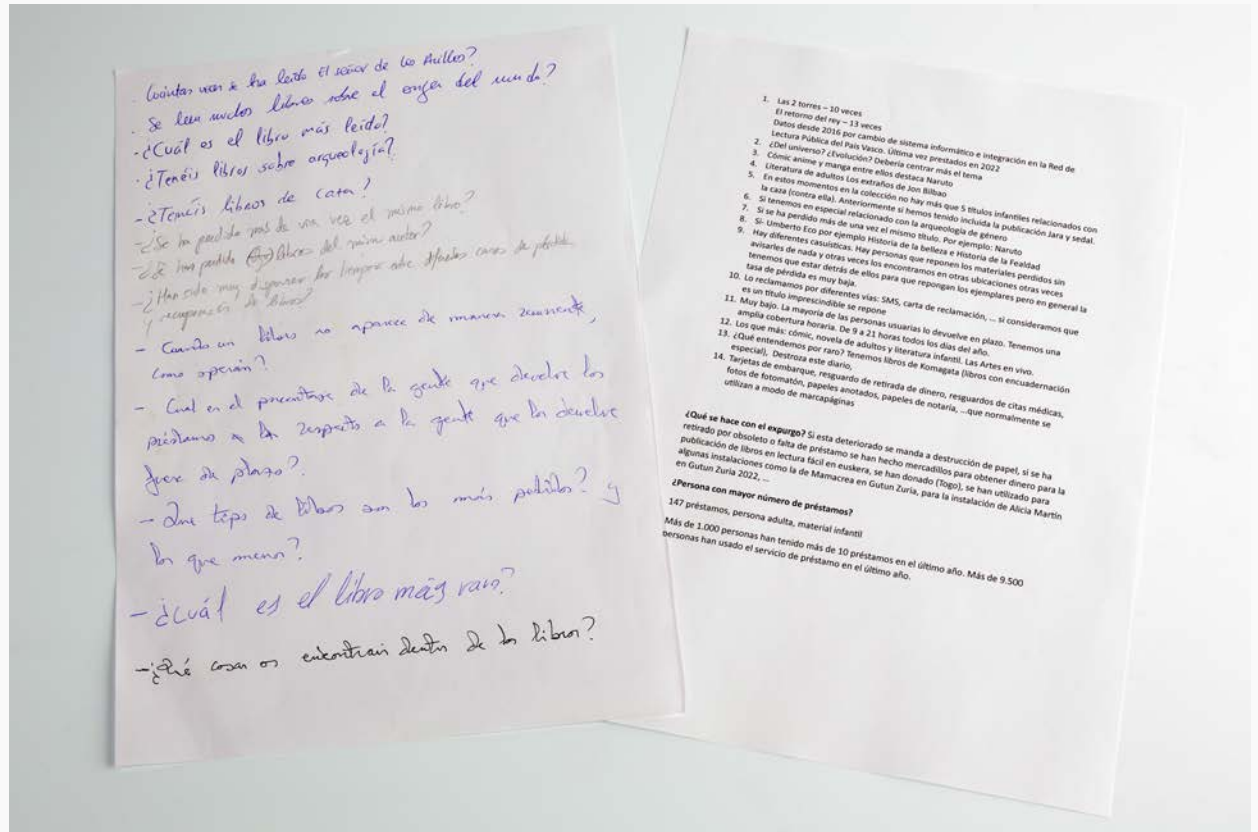 . Cuántas veces se ha leído El señor de los Anillos?
. Se leen muchos libros sobre el origen del mundo?
. ¿Cuál es el libro más leído?
. ¿Tenéis libros sobre arqueología?
- ¿Tenéis libros de caza?
- ¿Se ha perdido más de una vez el mismo libro?
- ¿Se han perdido libros del mismo autor?
- ¿Han sido muy dispares los tiempos entre diferentes casos de pérdida
y recuperación de libros?
- Cuando un libro no aparece de manera recurrente,
como operáis?
- Cual es el porcentaje de la gente que devuelve los
préstamos respecto a la gente que los devuelve
fuera de plazo?
- Que tipo de libros son los más pedidos? y
los que menos?
- ¿Cuál es el libro más raro?
- ¿Qué cosas os encontrais dentro de los libros?
1. Las 2 torres – 10 veces
El retorno del rey – 13 veces
Datos desde 2016 por cambio de sistema informático e integración en la Red de
Lectura Pública del País Vasco. Última vez prestados en 2022
2. ¿Del universo? ¿Evolución? Debería centrar más el tema
3. Cómic anime y manga entre ellos destaca Naruto
4. Literatura de adultos Los extraños de Jon Bilbao
5. En estos momentos en la colección no hay más que 5 títulos infantiles relacionados con
la caza (contra ella). Anteriormente si hemos tenido incluida la publicación Jara y sedal.
6. Si tenemos en especial relacionado con la arqueología de género
7. Si se ha perdido más de una vez el mismo título. Por ejemplo: Naruto
8. Si- Umberto Eco por ejemplo Historia de la belleza e Historia de la Fealdad
9. Hay diferentes casuísticas. Hay personas que reponen los materiales perdidos sin
avisarles de nada y otras veces los encontramos en otras ubicaciones otras veces
tenemos que estar detrás de ellos para que repongan los ejemplares pero en general la
tasa de pérdida es muy baja.
10. Lo reclamamos por diferentes vías: SMS, carta de reclamación, ... si consideramos que
es un título imprescindible se repone
11. Muy bajo. La mayoría de las personas usuarias lo devuelve en plazo. Tenemos una
amplia cobertura horaria. De 9 a 21 horas todos los días del año.
12. Los que más: cómic, novela de adultos y literatura infantil. Las Artes en vivo.
13. ¿Qué entendemos por raro? Tenemos libros de Komagata (libros con encuadernación
especial), Destroza este diario,
14. Tarjetas de embarque, resguardo de retirada de dinero, resguardos de citas médicas,
fotos de fotomatón, papeles anotados, papeles de notaría, ...que normalmente se
utilizan a modo de marcapáginas
¿Qué se hace con el expurgo? Si esta deteriorado se manda a destrucción de papel, si se ha
retirado por obsoleto o falta de préstamo se han hecho mercadillos para obtener dinero para la
publicación de libros en lectura fácil en euskera, se han donado (Togo), se han utilizado para
algunas instalaciones como la de Mamacrea en Gutun Zuria, para la instalación de Alicia Martín
en Gutun Zuria 2022, ...
¿Persona con mayor número de préstamos?
147 préstamos, persona adulta, material infantil
Más de 1.000 personas han tenido más de 10 préstamos en el último año. Más de 9.500
personas han usado el servicio de préstamo en el último año.